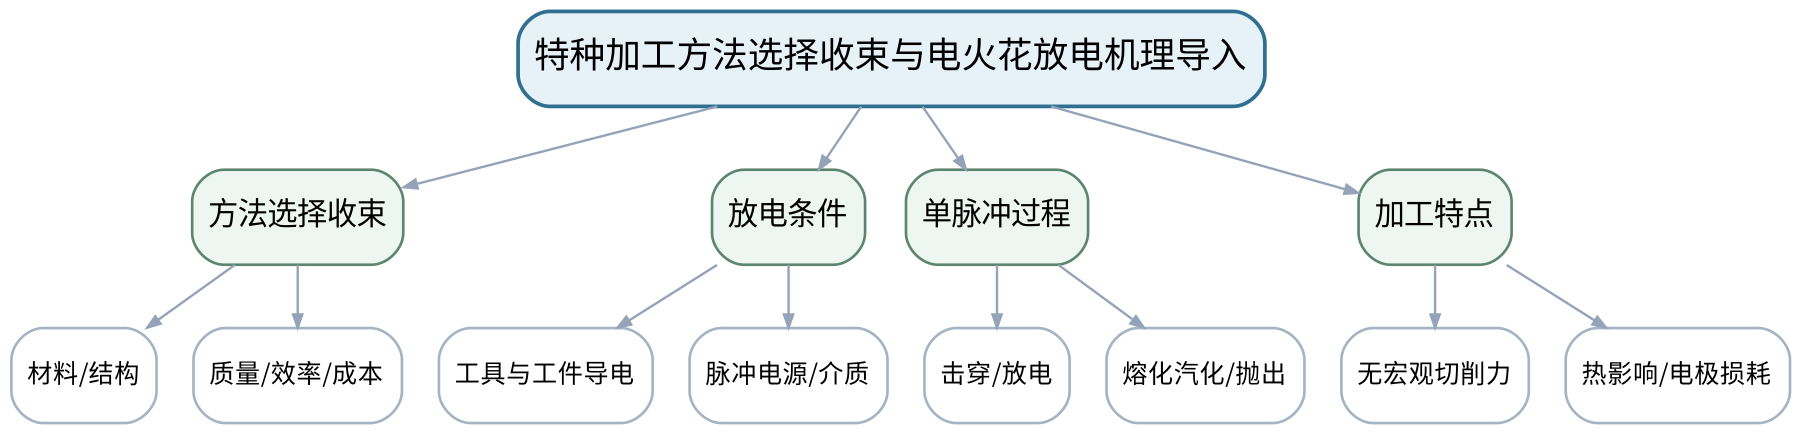 特种加工方法选择收束与电火花放电机理导入
方法选择收束
放电条件
单脉冲过程
加工特点
材料/结构
质量/效率/成本
工具与工件导电
脉冲电源/介质
击穿/放电
熔化汽化/抛出
无宏观切削力
热影响/电极损耗